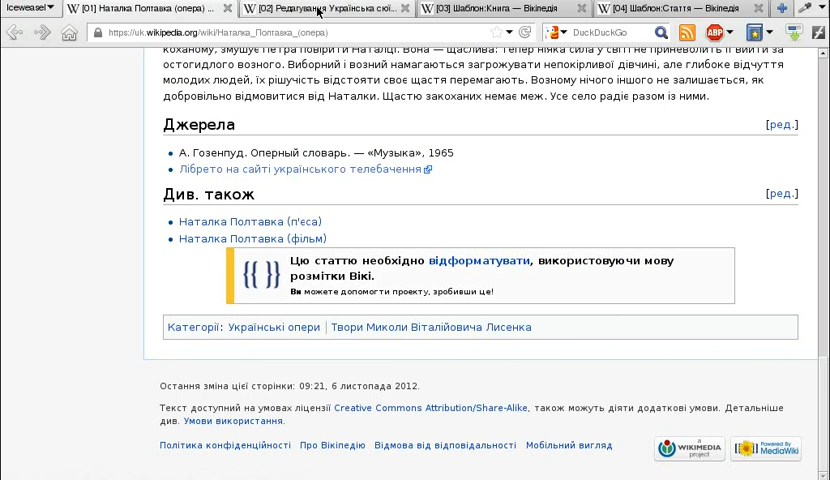 Iceweasel
[01] Наталка Полтавка (опера) ...
[02] Редагування Українська сюї...
[03] Шаблон:Книга — Вікіпедія
[04] Шаблон:Стаття — Вікіпедія
https://uk.wikipedia.org/wiki/Наталка_Полтавка_(опера)
DuckDuckGo
ABP
коханому, змушує Петра повірити Наталці. Вона — щаслива: Тепер ніяка сила у світі не приневолить її вийти за
остогидлого возного. Виборний і возний намагаються загрожувати непокірливої дівчині, але глибоке відчуття
молодих людей, їх рішучість відстояти своє щастя перемагають. Возному нічого іншого не залишається, як
добровільно відмовитися від Наталки. Щастю закоханих немає меж. Усе село радіє разом із ними.
Джерела
[ред.]
А. Гозенпуд. Оперный словарь. — «Музыка», 1965
Лібрето на сайті українського телебачення
Див. також
[ред.]
Наталка Полтавка (п'єса)
Наталка Полтавка (фільм)
Цю статтю необхідно відформатувати, використовуючи мову
розмітки Вікі.
Ви можете допомогти проекту, зробивши це!
Категорії: Українські опери | Твори Миколи Віталійовича Лисенка
Остання зміна цієї сторінки: 09:21, 6 листопада 2012.
Текст доступний на умовах ліцензії Creative Commons Attribution/Share-Alike, також можуть діяти додаткові умови. Детальніше
див. Умови використання.
Політика конфіденційності Про Вікіпедію Відмова від відповідальності Мобільний вигляд
A WIKIMEDIA project
Powered By MediaWiki